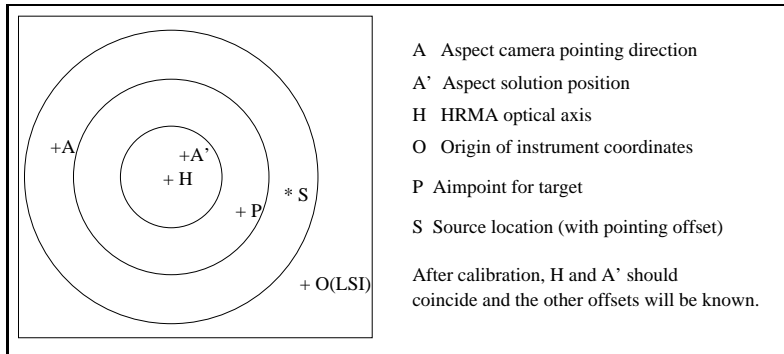 +A
+A'
+ H
+ P
* S
+ O(LSI)
A Aspect camera pointing direction
A' Aspect solution position
H HRMA optical axis
O Origin of instrument coordinates
P Aimpoint for target
S Source location (with pointing offset)
After calibration, H and A' should
coincide and the other offsets will be known.